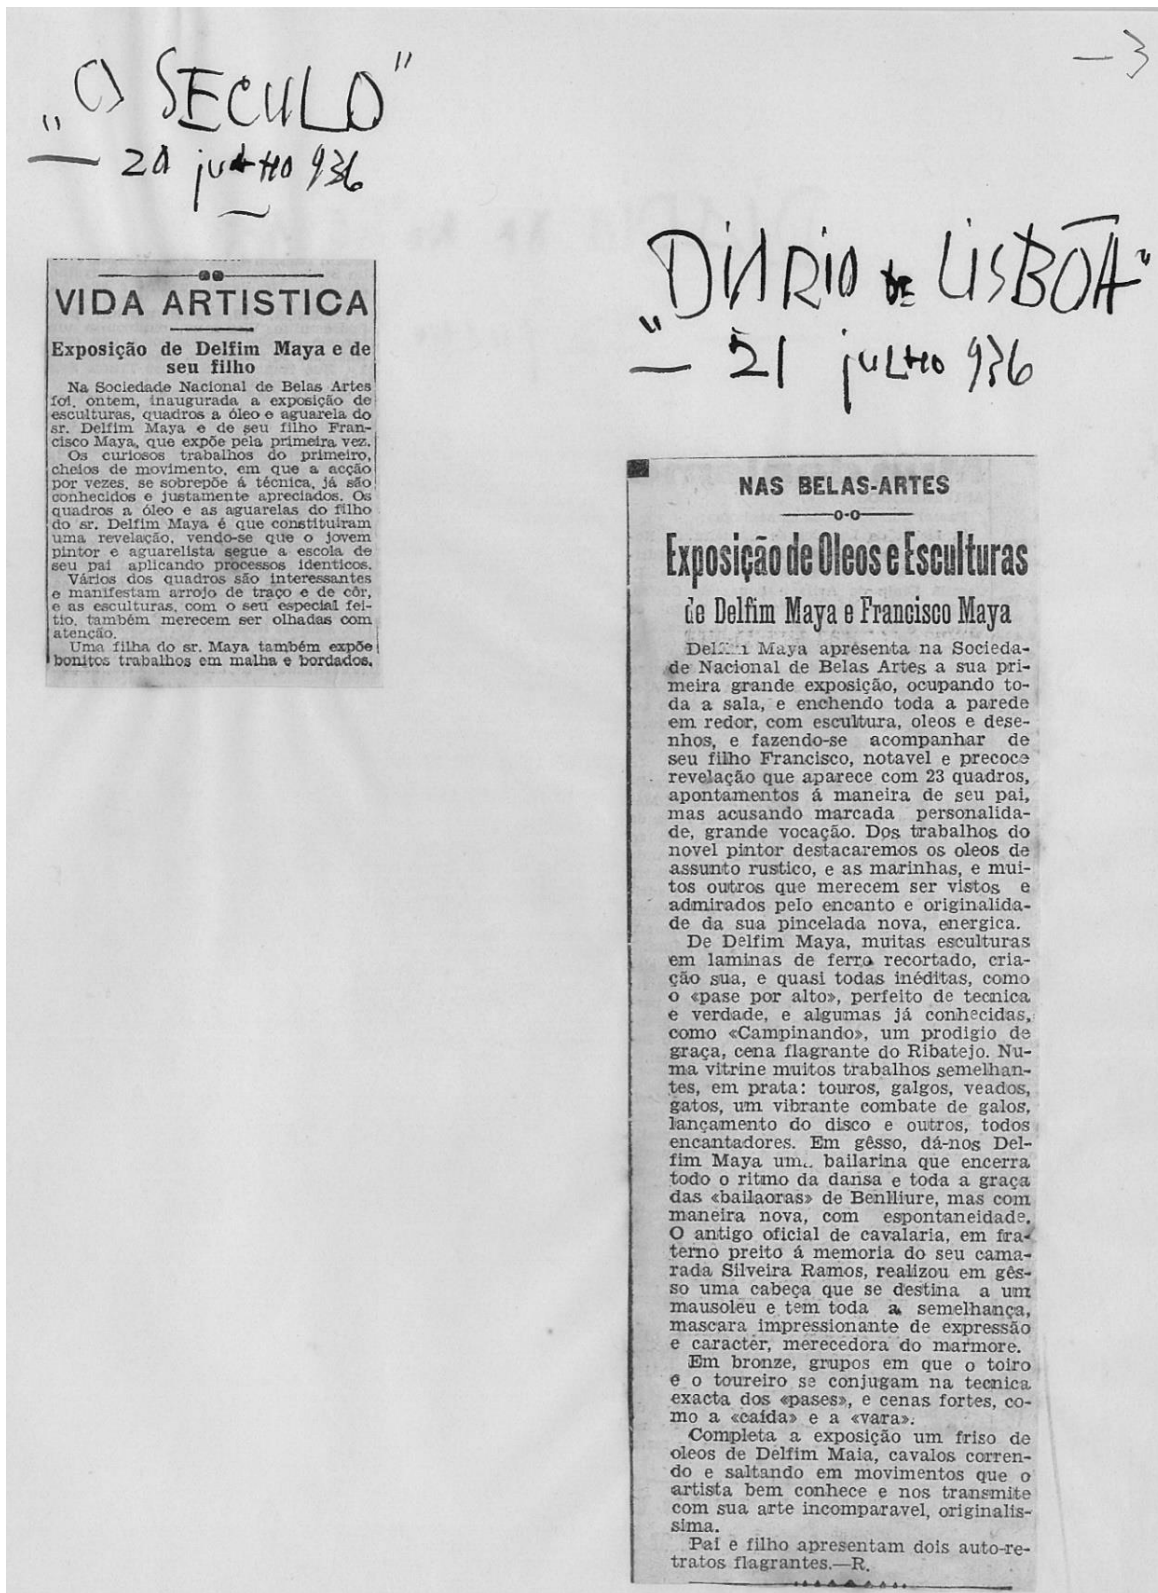 — 3
„O SECULO"
— 20 julho 936
VIDA ARTISTICA
Exposição de Delfim Maya e de
seu filho
Na Sociedade Nacional de Belas Artes
foi, ontem, inaugurada a exposição de
esculturas, quadros a óleo e aguarela do
sr. Delfim Maya e de seu filho Fran-
cisco Maya, que expõe pela primeira vez.
Os curiosos trabalhos do primeiro,
cheios de movimento, em que a acção
por vezes, se sobrepõe á técnica, já são
conhecidos e justamente apreciados. Os
quadros a óleo e as aguarelas do filho
do sr. Delfim Maya é que constituiram
uma revelação, vendo-se que o jovem
pintor e aguarelista segue a escola de
seu pai aplicando processos identicos.
Vários dos quadros são interessantes
e manifestam arrojo de traço e de côr,
e as esculturas, com o seu especial fei-
tio, também merecem ser olhadas com
atenção.
Uma filha do sr. Maya também expõe
bonitos trabalhos em malha e bordados.
„DIARIO DE LISBÔA"
— 21 julho 936
NAS BELAS-ARTES
Exposição de Oleos e Esculturas
de Delfim Maya e Francisco Maya
Delfim Maya apresenta na Socieda-
de Nacional de Belas Artes a sua pri-
meira grande exposição, ocupando to-
da a sala, e enchendo toda a parede
em redor, com escultura, oleos e dese-
nhos, e fazendo-se acompanhar de
seu filho Francisco, notavel e precoce
revelação que aparece com 23 quadros,
apontamentos á maneira de seu pai,
mas acusando marcada personalida-
de, grande vocação. Dos trabalhos do
novel pintor destacaremos os oleos de
assunto rustico, e as marinhas, e mui-
tos outros que merecem ser vistos e
admirados pelo encanto e originalida-
de da sua pincelada nova, energica.
De Delfim Maya, muitas esculturas
em laminas de ferro recortado, cria-
ção sua, e quasi todas inéditas, como
o «pase por alto», perfeito de tecnica
e verdade, e algumas já conhecidas,
como «Campinando», um prodigio de
graça, cena flagrante do Ribatejo. Nu-
ma vitrine muitos trabalhos semelhan-
tes, em prata: touros, galgos, veados,
gatos, um vibrante combate de galos,
lançamento do disco e outros, todos
encantadores. Em gêsso, dá-nos Del-
fim Maya uma bailarina que encerra
todo o ritmo da dansa e toda a graça
das «bailaoras» de Benlliure, mas com
maneira nova, com espontaneidade.
O antigo oficial de cavalaria, em fra-
terno preito á memoria do seu cama-
rada Silveira Ramos, realizou em gês-
so uma cabeça que se destina a um
mausoleu e tem toda a semelhança,
mascara impressionante de expressão
e caractér, merecedora do marmore.
Em bronze, grupos em que o toiro
e o toureiro se conjugam na tecnica
exacta dos «pases», e cenas fortes, co-
mo a «caída» e a «vara».
Completa a exposição um friso de
oleos de Delfim Maia, cavalos corren-
do e saltando em movimentos que o
artista bem conhece e nos transmite
com sua arte incomparavel, originalis-
sima.
Pai e filho apresentam dois auto-re-
tratos flagrantes.—R.